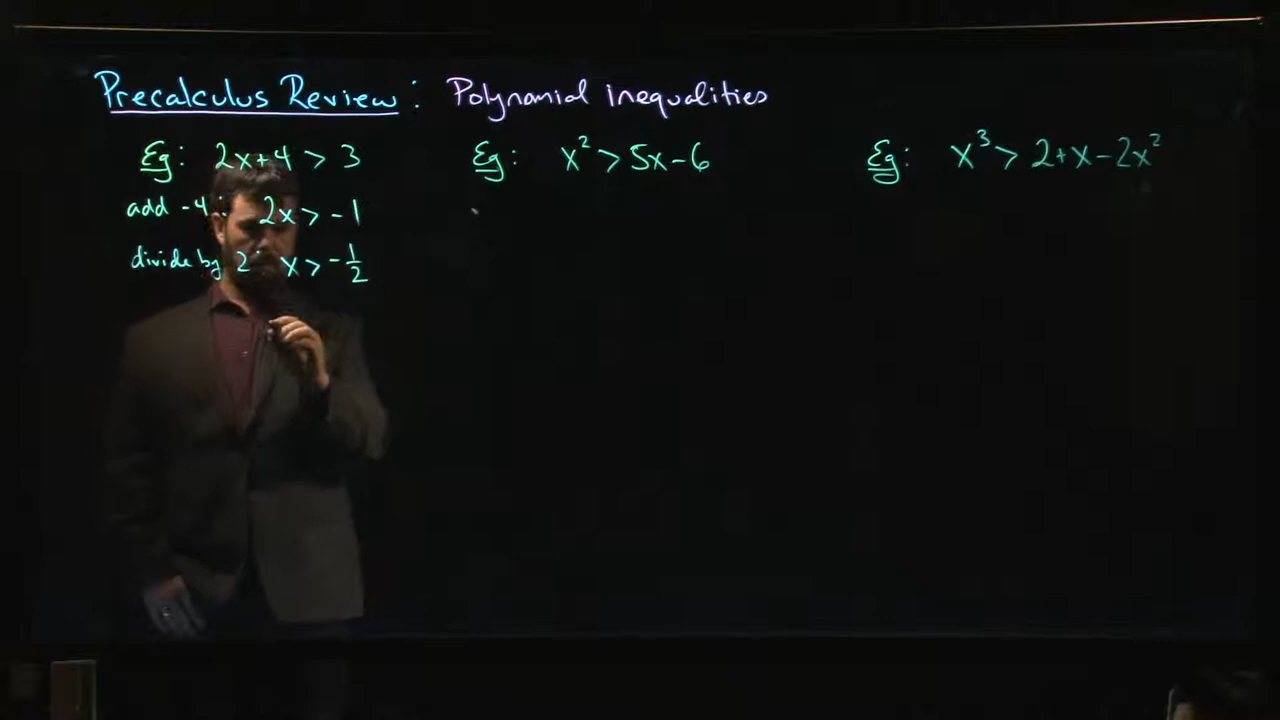 Precalculus Review: Polynomial inequalities
Eg: 2x+4 > 3
add -4: 2x > -1
divide by 2: x > -1/2
Eg: x² > 5x-6
Eg: x³ > 2+x-2x²